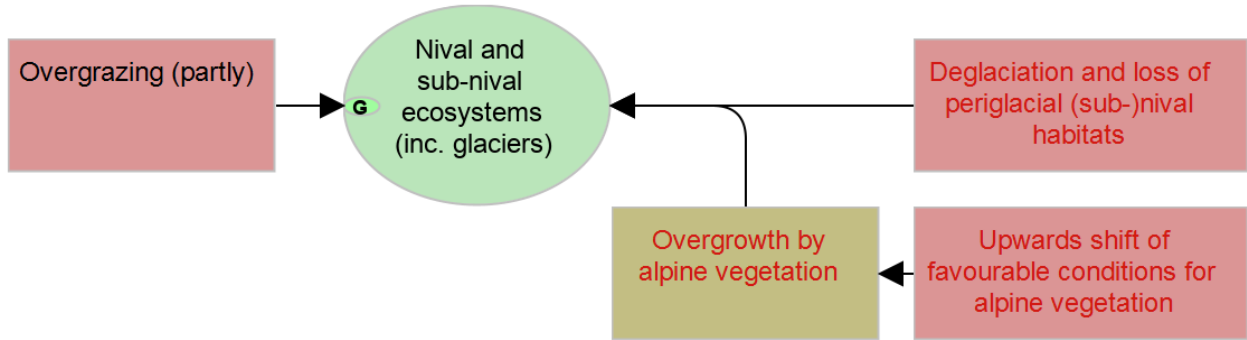 Overgrazing (partly)
Nival and
sub-nival
ecosystems
(inc. glaciers)
G
Deglaciation and loss of
periglacial (sub-)nival
habitats
Overgrowth by
alpine vegetation
Upwards shift of
favourable conditions for
alpine vegetation